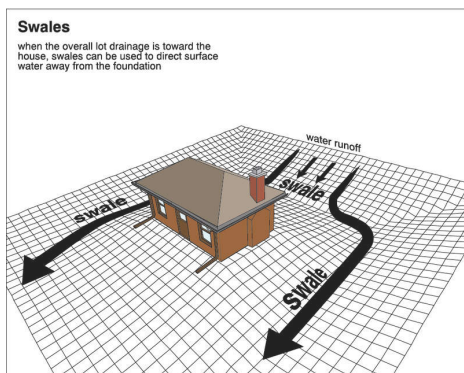 Swales
when the overall lot drainage is toward the
house, swales can be used to direct surface
water away from the foundation
water runoff
swale
swale
Swale